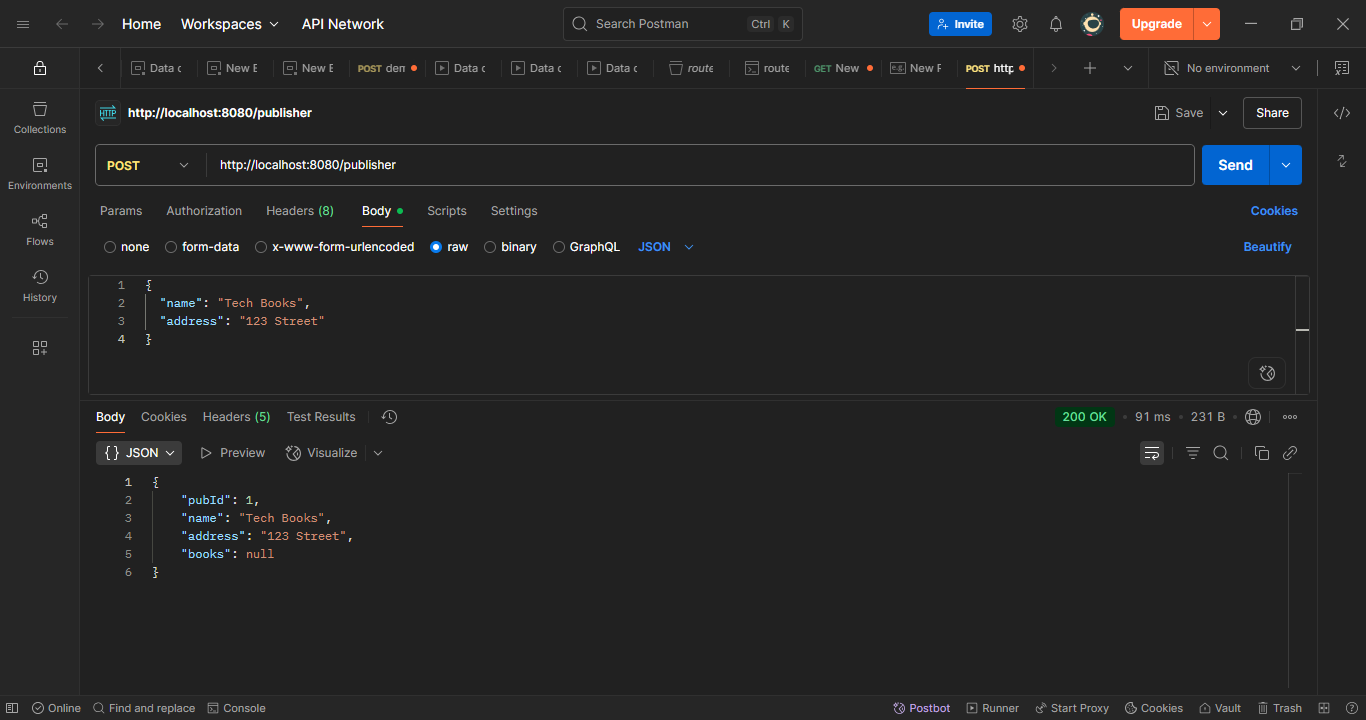 Home Workspaces API Network Search Postman Ctrl K Invite Upgrade
Data c New E New E POST den Data c Data c Data c route route GET New e.g. New F POST http No environment
HTTP http://localhost:8080/publisher Save Share
POST http://localhost:8080/publisher Send
Params Authorization Headers (8) Body Scripts Settings Cookies
none form-data x-www-form-urlencoded raw binary GraphQL JSON Beautify
1 {
2 "name": "Tech Books",
3 "address": "123 Street"
4 }
Collections
Environments
Flows
History
Body Cookies Headers (5) Test Results 200 OK • 91 ms • 231 B
{} JSON Preview Visualize
1 {
2 "pubId": 1,
3 "name": "Tech Books",
4 "address": "123 Street",
5 "books": null
6 }
Online Find and replace Console Postbot Runner Start Proxy Cookies Vault Trash